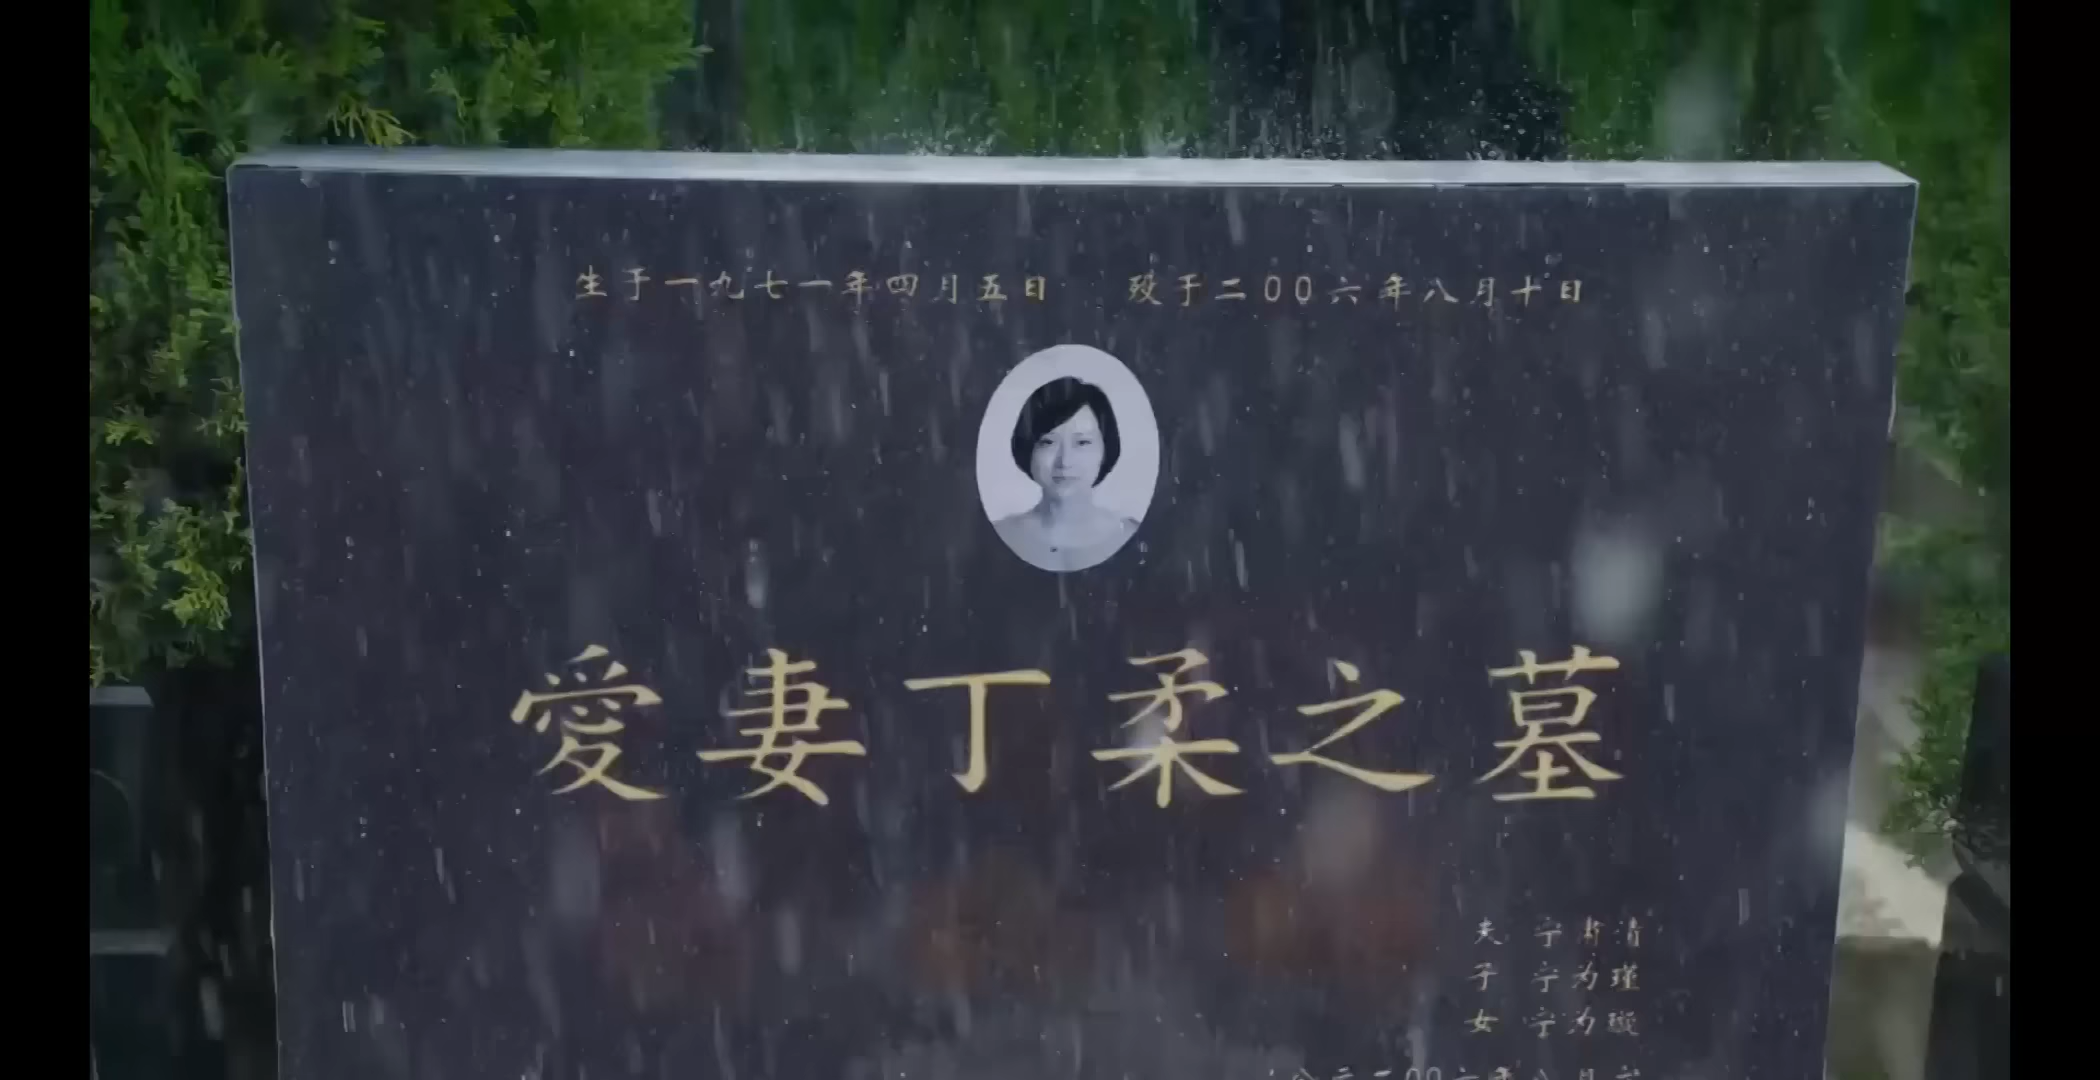 生于一九七一年四月五日 殁于二00六年八月十日
愛妻丁柔之墓
夫 宁肃清
子 宁为瑾
女 宁为璇